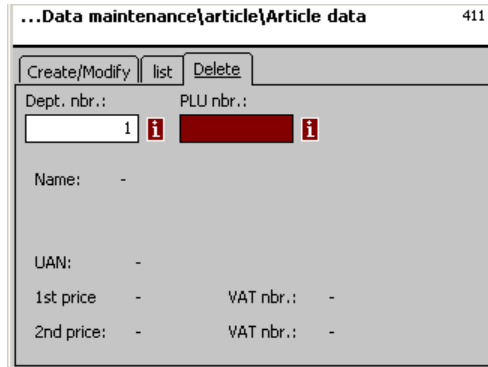 ...Data maintenance\article\Article data 411
Create/Modify list Delete
Dept. nbr.: PLU nbr.:
1 i i
Name: -
UAN: -
1st price - VAT nbr.: -
2nd price: - VAT nbr.: -